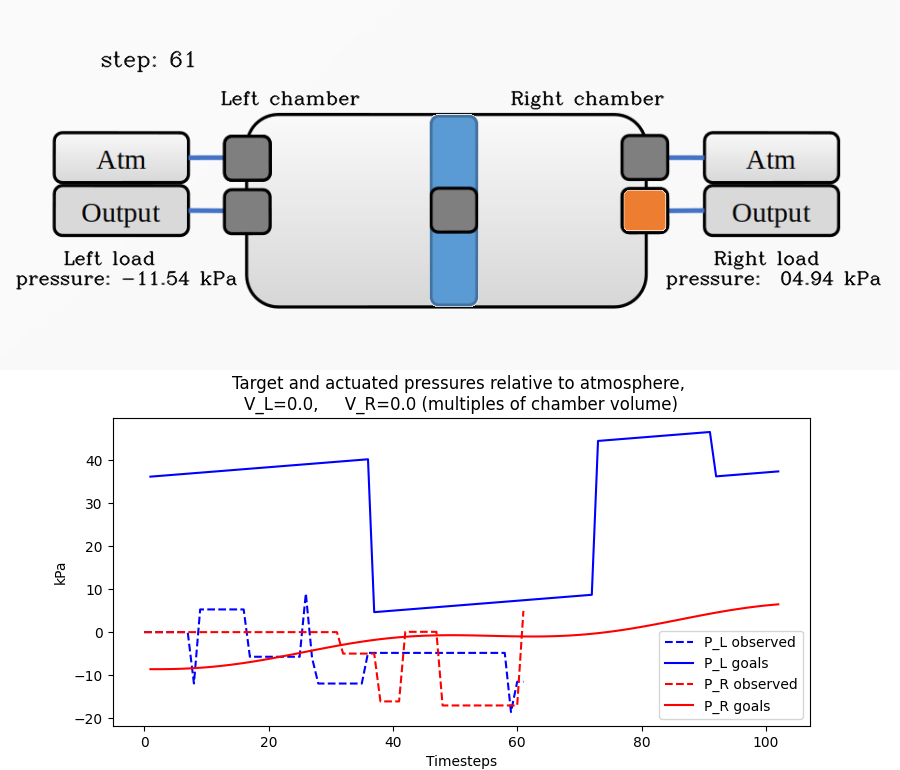 step: 61
Left chamber
Right chamber
Atm
Output
Atm
Output
Left load
pressure: −11.54 kPa
Right load
pressure: 04.94 kPa
Target and actuated pressures relative to atmosphere,
V_L=0.0, V_R=0.0 (multiples of chamber volume)
kPa
40
30
20
10
0
−10
−20
P_L observed
P_L goals
P_R observed
P_R goals
0 20 40 60 80 100
Timesteps